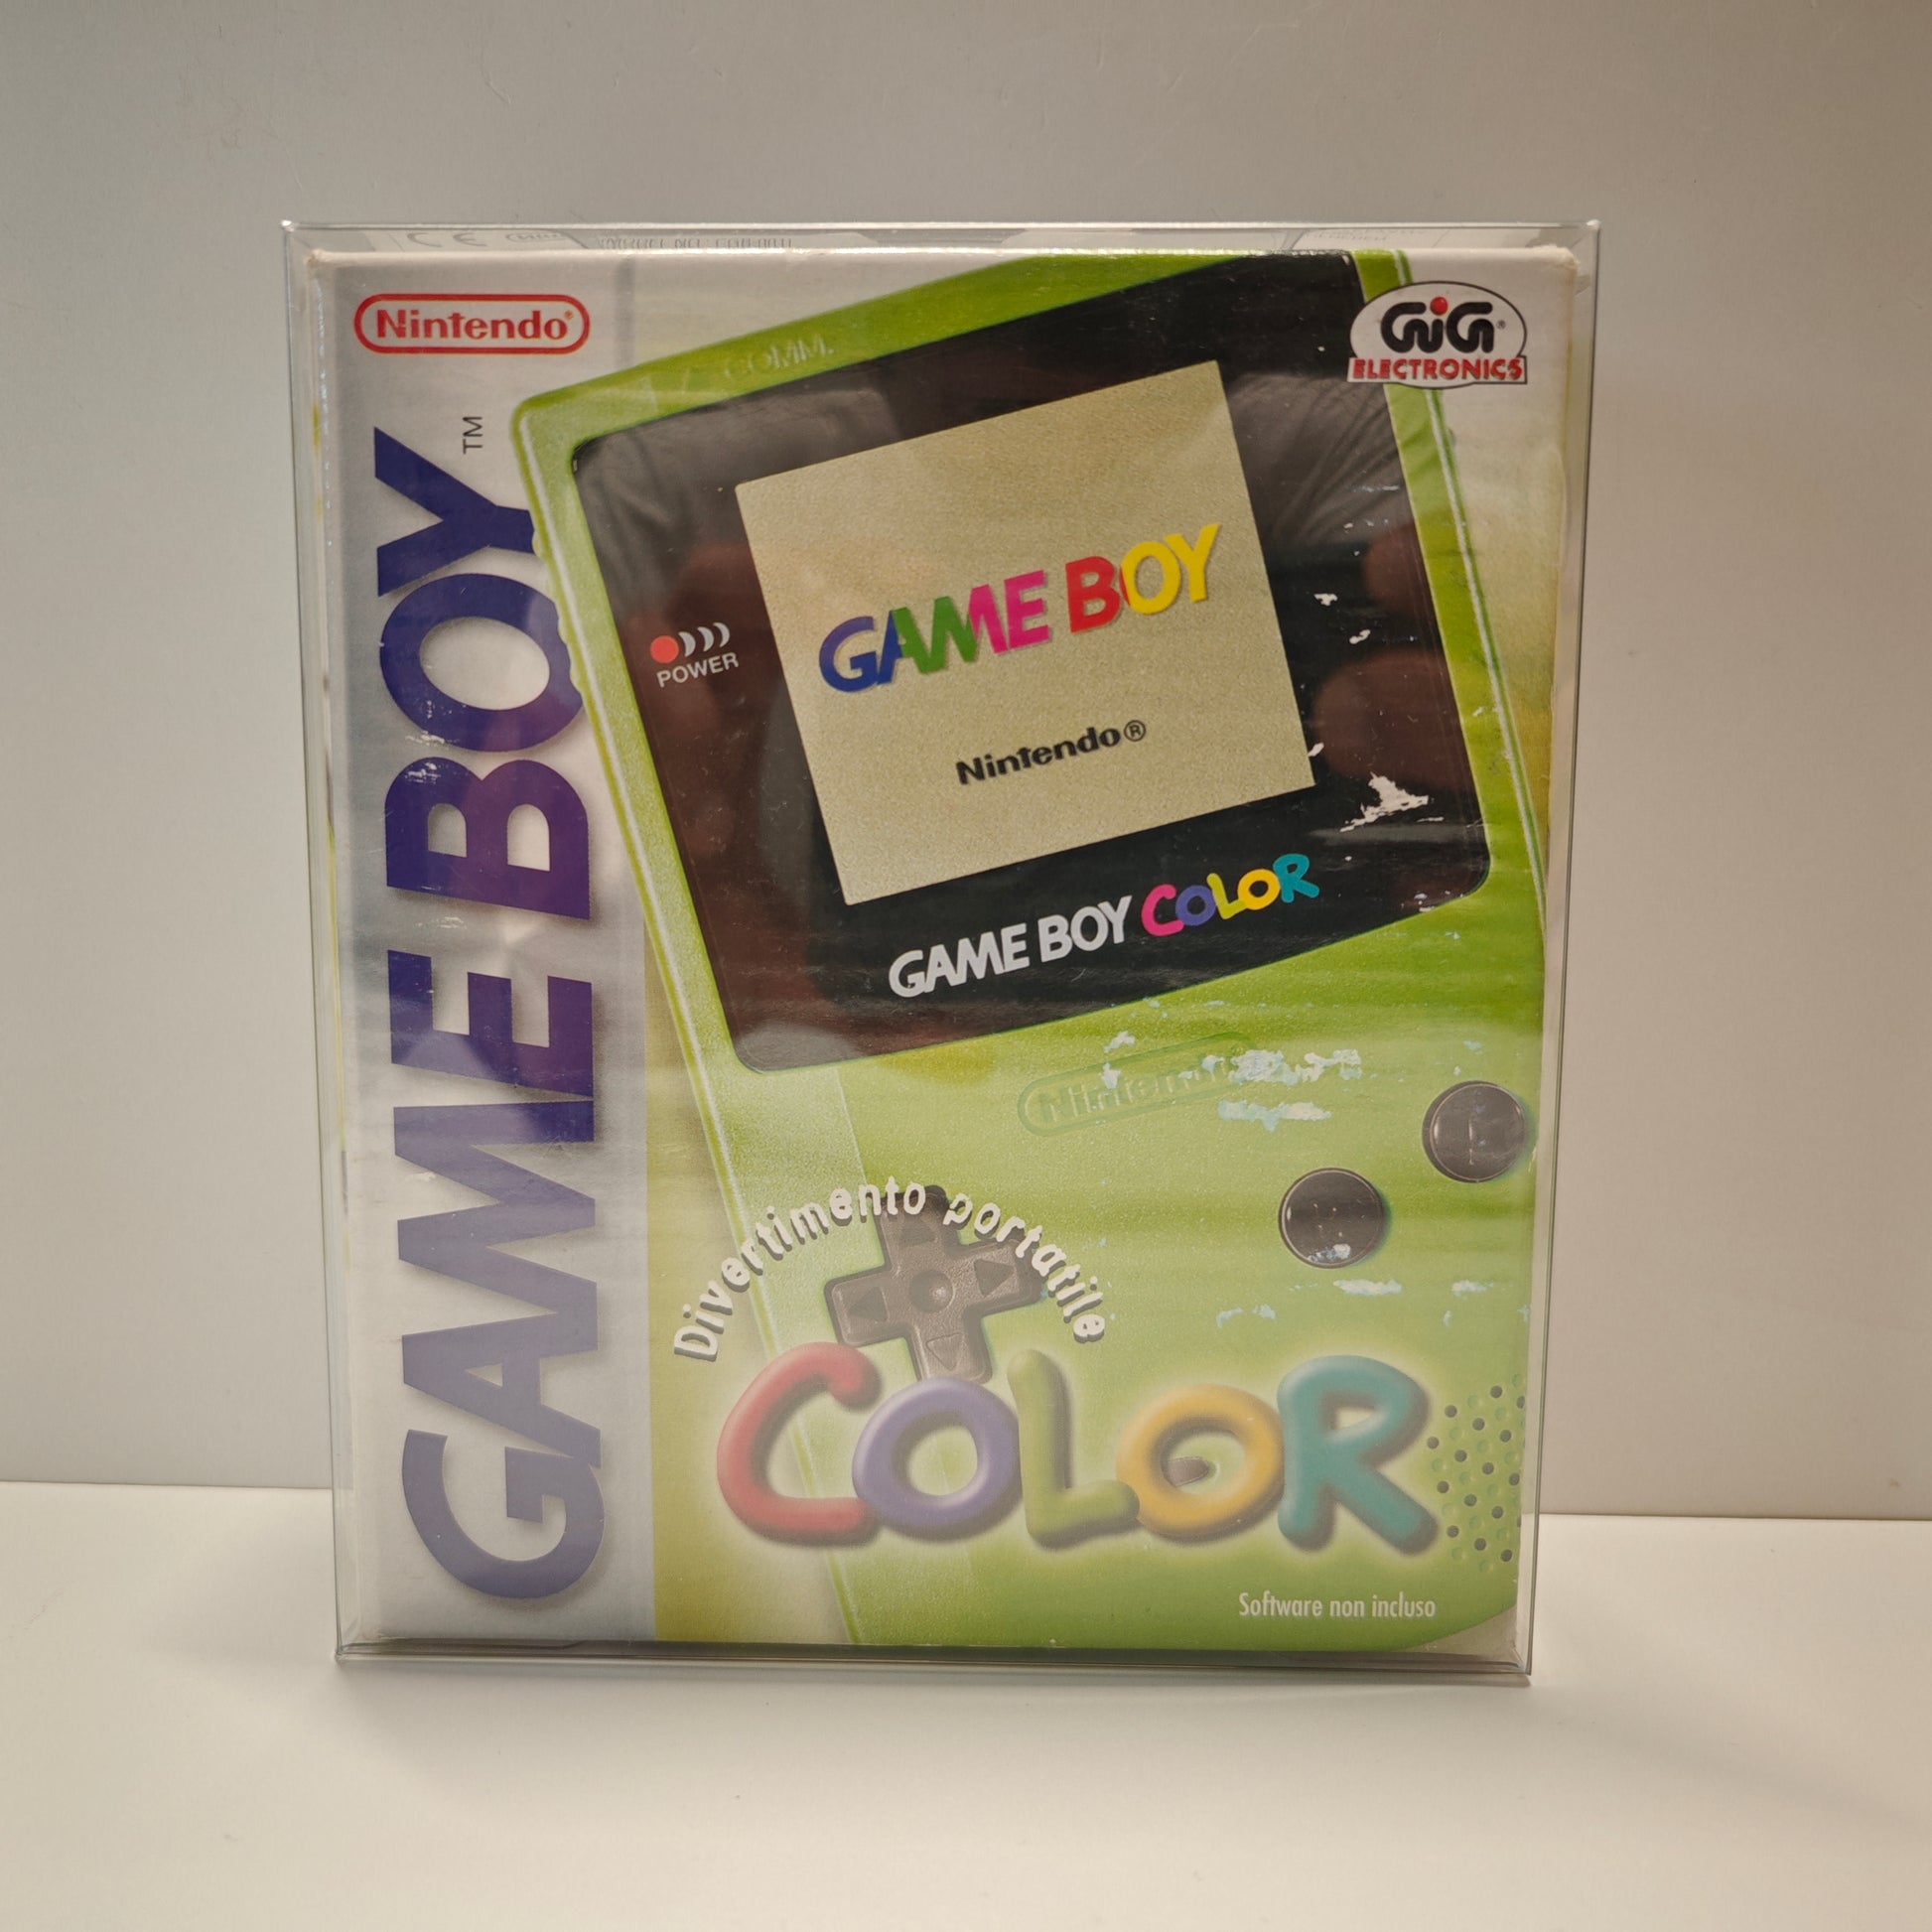 Nintendo®
GiG®
ELECTRONICS
GAME BOY™
COMM.
POWER
GAME BOY
Nintendo®
GAME BOY COLOR
Nintendo
Divertimento portatile
COLOR
Software non incluso